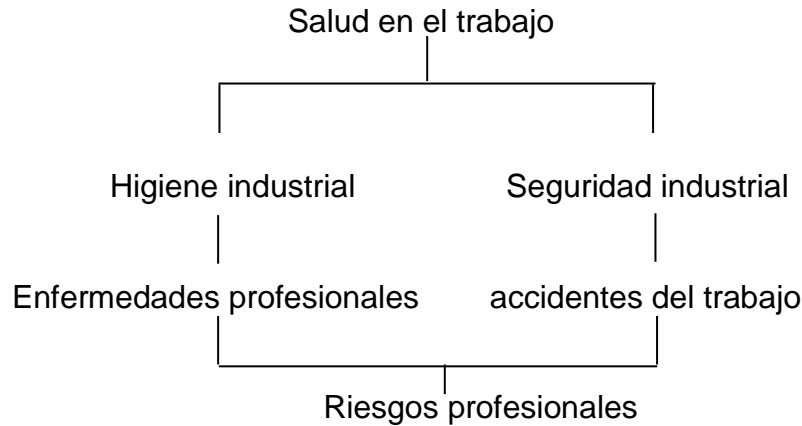 Salud en el trabajo
Higiene industrial Seguridad industrial
Enfermedades profesionales accidentes del trabajo
Riesgos profesionales